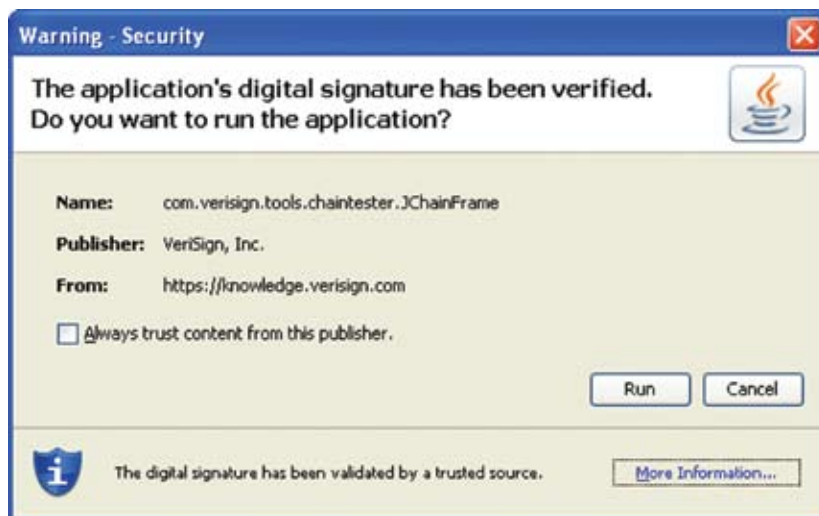 Warning - Security
The application's digital signature has been verified.
Do you want to run the application?
Name: com.verisign.tools.chaintester.JChainFrame
Publisher: VeriSign, Inc.
From: https://knowledge.verisign.com
Always trust content from this publisher.
Run Cancel
The digital signature has been validated by a trusted source. More Information...